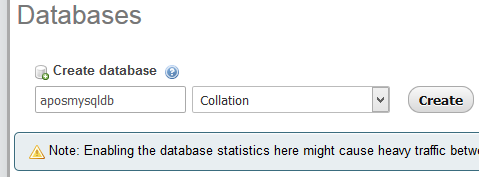 Databases
Create database
aposmysqldb Collation Create
Note: Enabling the database statistics here might cause heavy traffic betw